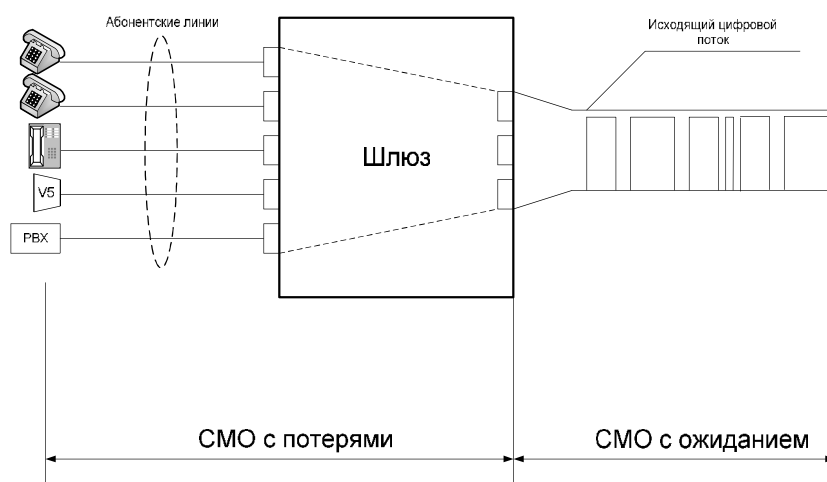 Абонентские линии
Исходящий цифровой
поток
Шлюз
V5
PBX
СМО с потерями
СМО с ожиданием